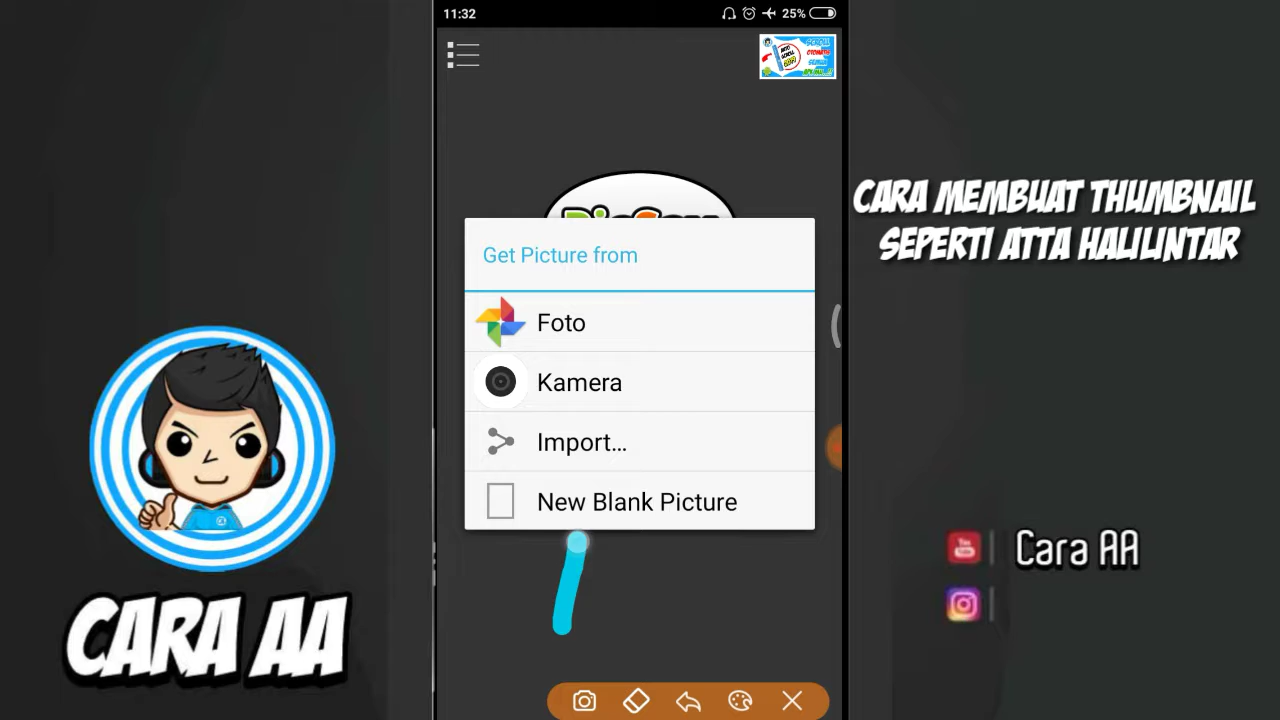 11:32
25%
CARA MEMBUAT THUMBNAIL
SEPERTI ATTA HALILINTAR
Get Picture from
Foto
Kamera
Import...
New Blank Picture
Cara AA
CARA AA